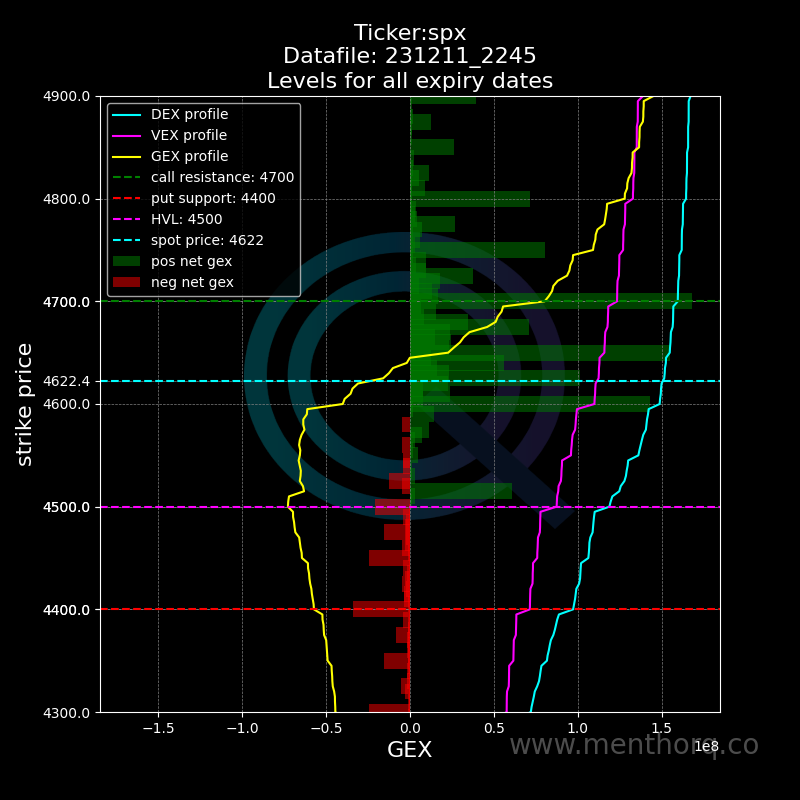 Ticker:spx
Datafile: 231211_2245
Levels for all expiry dates
DEX profile
VEX profile
GEX profile
call resistance: 4700
put support: 4400
HVL: 4500
spot price: 4622
pos net gex
neg net gex
4900.0
4800.0
4700.0
4622.4
4600.0
4500.0
4400.0
4300.0
strike price
−1.5 −1.0 −0.5 0.0 0.5 1.0 1.5
1e8
GEX
www.menthorq.co